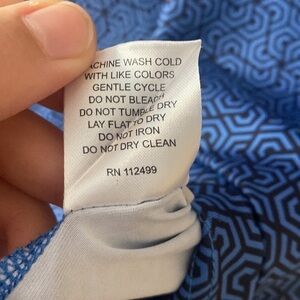 MACHINE WASH COLD
WITH LIKE COLORS
GENTLE CYCLE
DO NOT BLEACH
DO NOT TUMBLE DRY
LAY FLAT TO DRY
DO NOT IRON
DO NOT DRY CLEAN
RN 112499